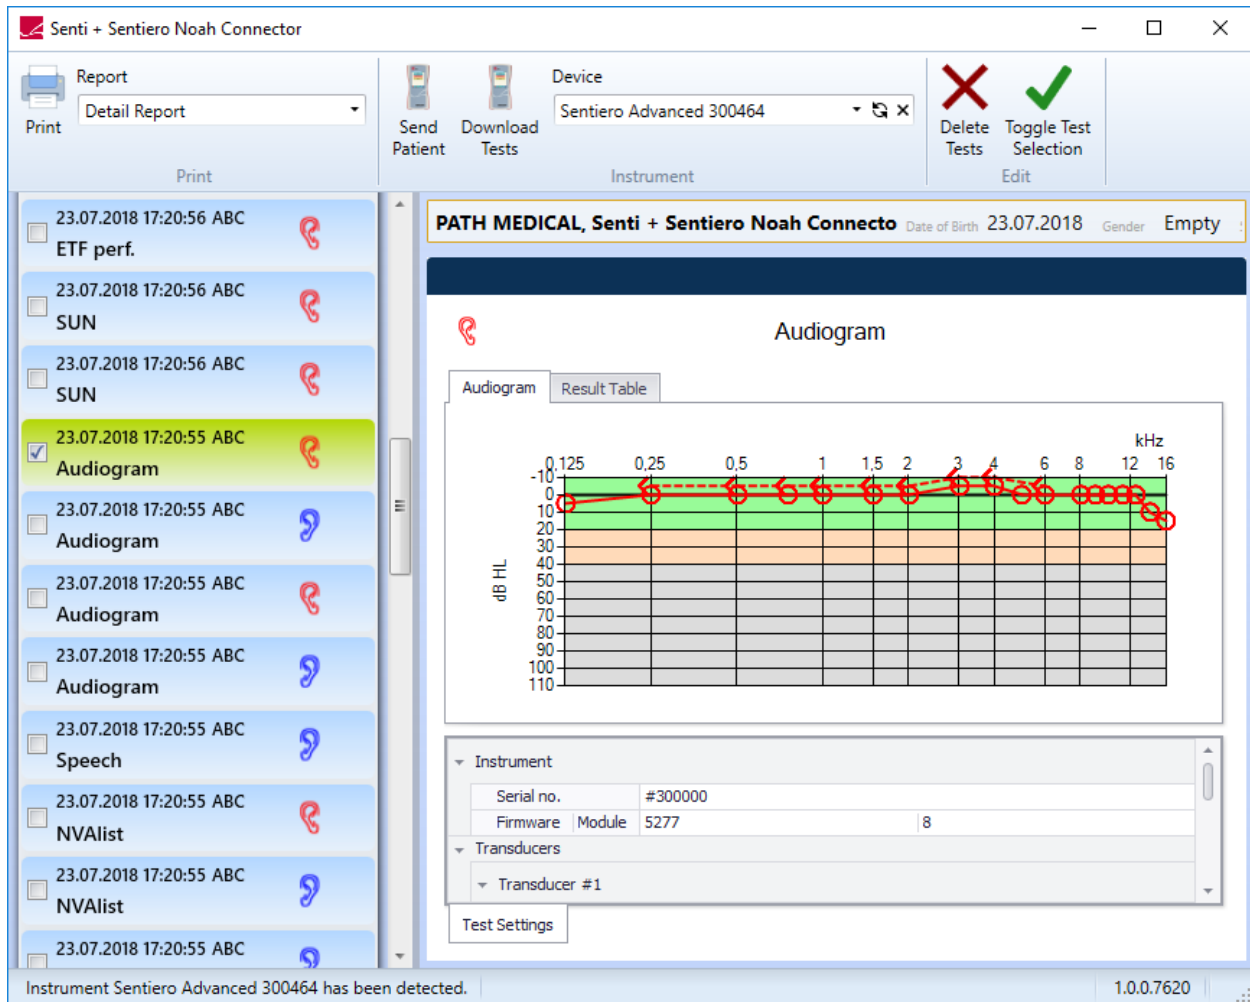 Senti + Sentiero Noah Connector
Print
Report
Detail Report
Print
Send Patient
Download Tests
Device
Sentiero Advanced 300464
Instrument
Delete Tests
Toggle Test Selection
Edit
23.07.2018 17:20:56 ABC
ETF perf.
23.07.2018 17:20:56 ABC
SUN
23.07.2018 17:20:56 ABC
SUN
23.07.2018 17:20:55 ABC
Audiogram
23.07.2018 17:20:55 ABC
Audiogram
23.07.2018 17:20:55 ABC
Audiogram
23.07.2018 17:20:55 ABC
Audiogram
23.07.2018 17:20:55 ABC
Speech
23.07.2018 17:20:55 ABC
NVAlist
23.07.2018 17:20:55 ABC
NVAlist
23.07.2018 17:20:55 ABC
PATH MEDICAL, Senti + Sentiero Noah Connecto Date of Birth 23.07.2018 Gender Empty
Audiogram
Audiogram Result Table
kHz
0,125 0,25 0,5 1 1,5 2 3 4 6 8 12 16
-10
0
10
20
30
40
50
60
70
80
90
100
110
dB HL
Instrument
Serial no. #300000
Firmware Module 5277 8
Transducers
Transducer #1
Test Settings
Instrument Sentiero Advanced 300464 has been detected.
1.0.0.7620